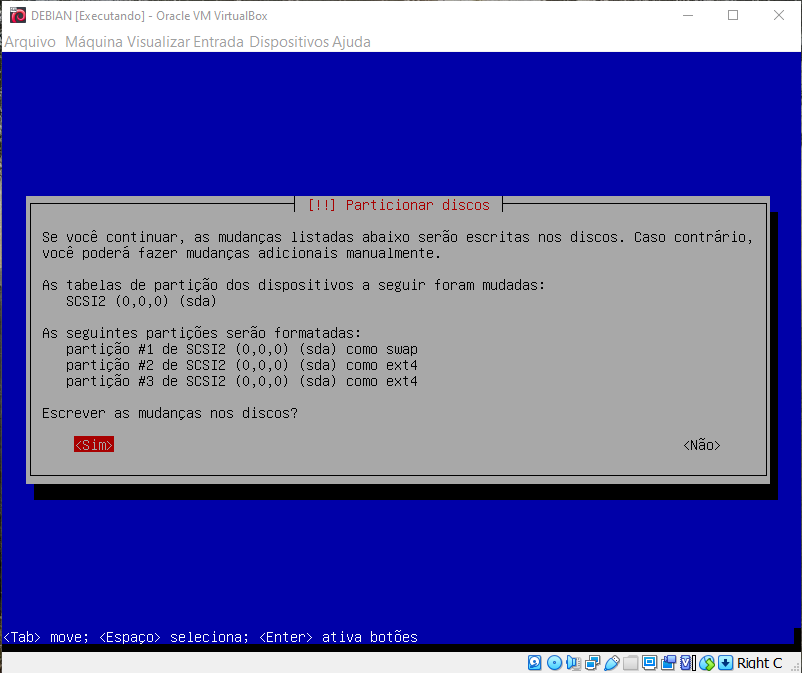 DEBIAN [Executando] - Oracle VM VirtualBox
Arquivo Máquina Visualizar Entrada Dispositivos Ajuda
[!!] Particionar discos
Se você continuar, as mudanças listadas abaixo serão escritas nos discos. Caso contrário,
você poderá fazer mudanças adicionais manualmente.
As tabelas de partição dos dispositivos a seguir foram mudadas:
SCSI2 (0,0,0) (sda)
As seguintes partições serão formatadas:
partição #1 de SCSI2 (0,0,0) (sda) como swap
partição #2 de SCSI2 (0,0,0) (sda) como ext4
partição #3 de SCSI2 (0,0,0) (sda) como ext4
Escrever as mudanças nos discos?
<Sim> <Não>
<Tab> move; <Espaço> seleciona; <Enter> ativa botões
Right C